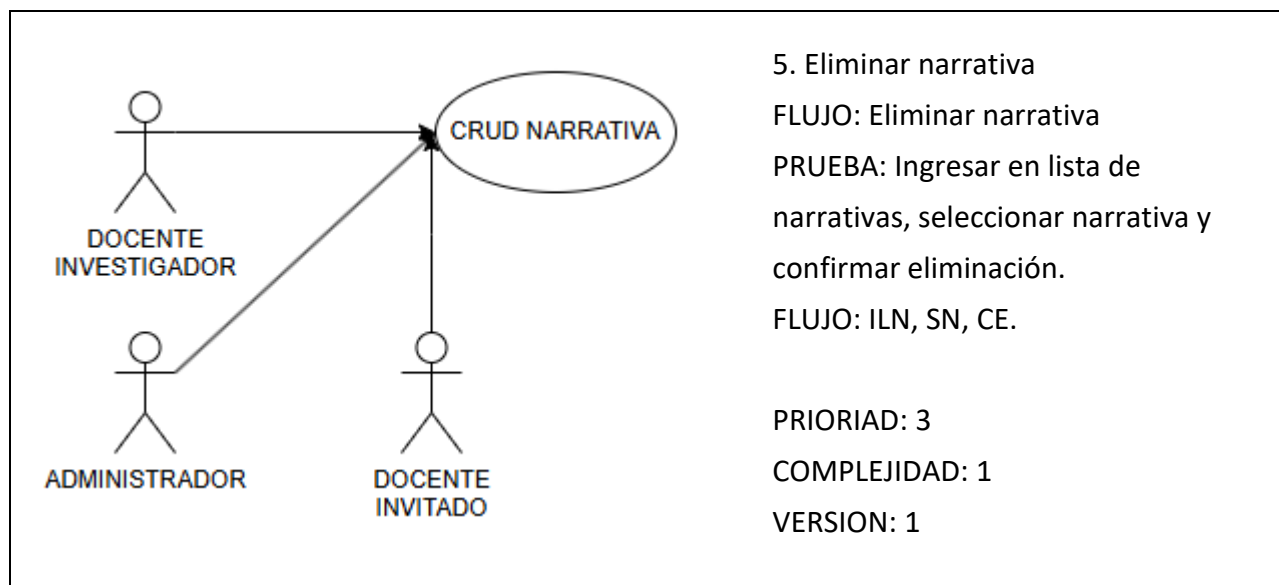 CRUD NARRATIVA
DOCENTE
INVESTIGADOR
ADMINISTRADOR
DOCENTE
INVITADO
5. Eliminar narrativa
FLUJO: Eliminar narrativa
PRUEBA: Ingresar en lista de
narrativas, seleccionar narrativa y
confirmar eliminación.
FLUJO: ILN, SN, CE.
PRIORIAD: 3
COMPLEJIDAD: 1
VERSION: 1